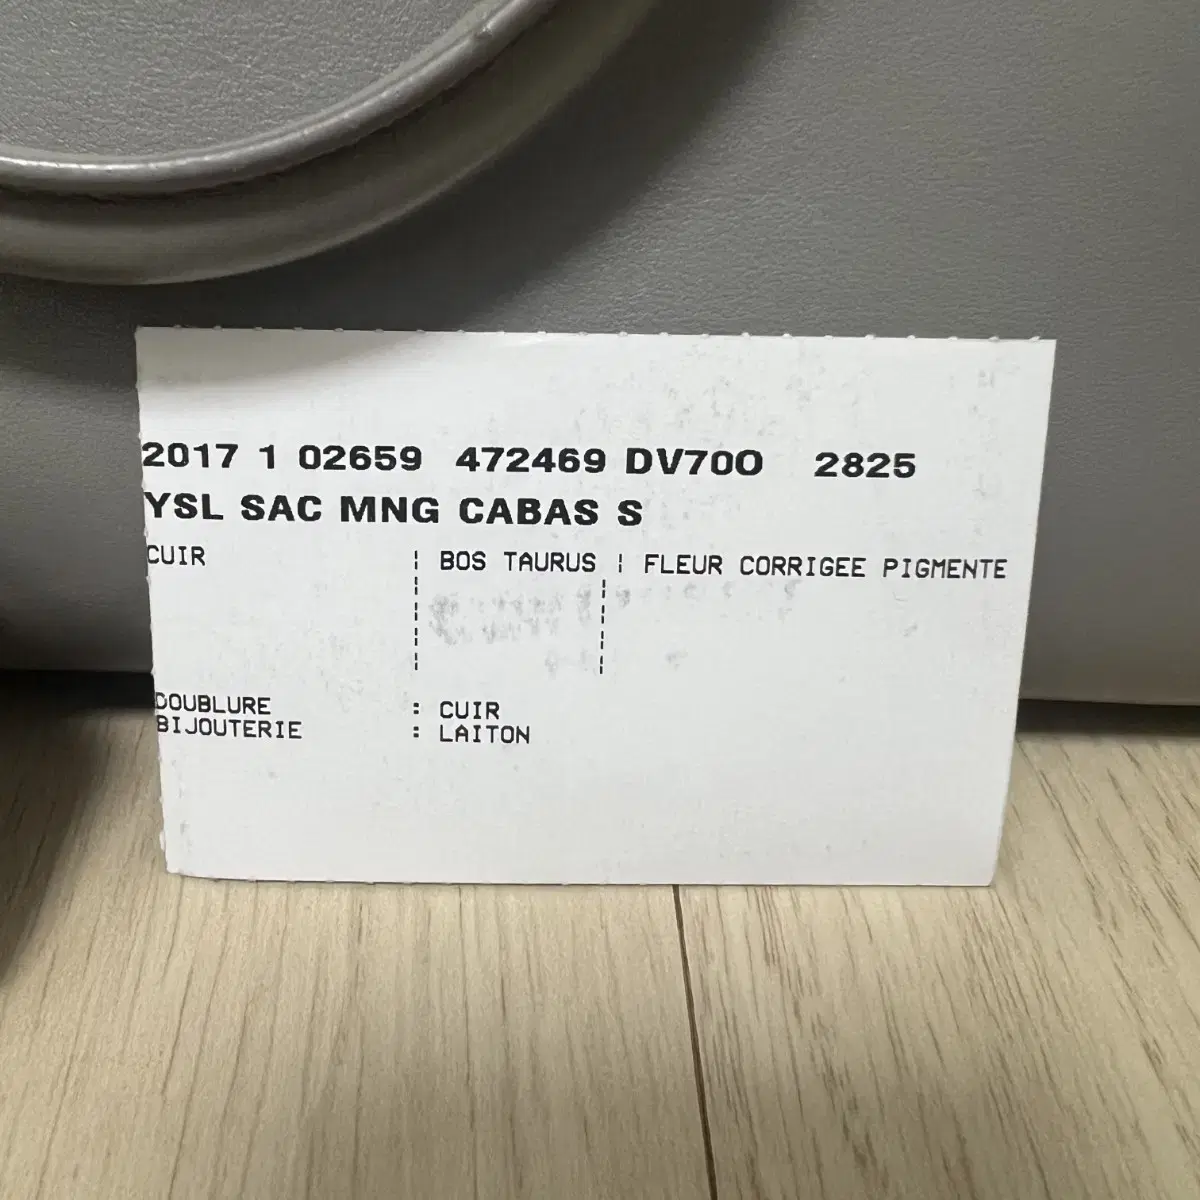 2017 1 02659 472469 DV70O 2825
YSL SAC MNG CABAS S
CUIR ¦ BOS TAURUS ¦ FLEUR CORRIGEE PIGMENTE
DOUBLURE : CUIR
BIJOUTERIE : LAITON